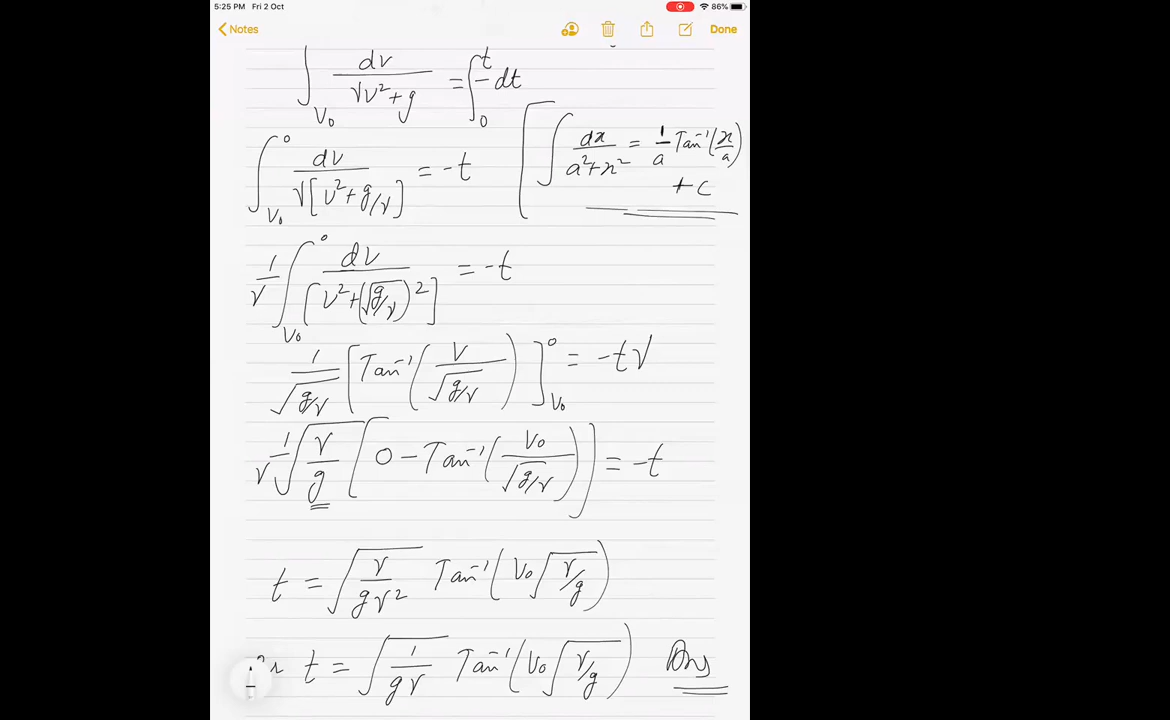 5:25 PM Fri 2 Oct 86%
Notes Done
∫_{V₀} dv/(γv²+g) = ∫₀^t -dt
∫_{V₀}^0 dv/(γ[v²+g/γ]) = -t [∫ dx/(a²+x²) = 1/a Tan⁻¹(x/a) + C
1/γ ∫_{V₀}^0 dv/[v²+(√(g/γ))²] = -t
1/√(g/γ) [Tan⁻¹(v/√(g/γ))]_{V₀}^0 = -tγ
1/γ √(γ/g) [0 - Tan⁻¹(V₀/√(g/γ))] = -t
t = √(γ/(gγ²)) Tan⁻¹(V₀√(γ/g))
t = √(1/(gγ)) Tan⁻¹(V₀√(γ/g)) Ans